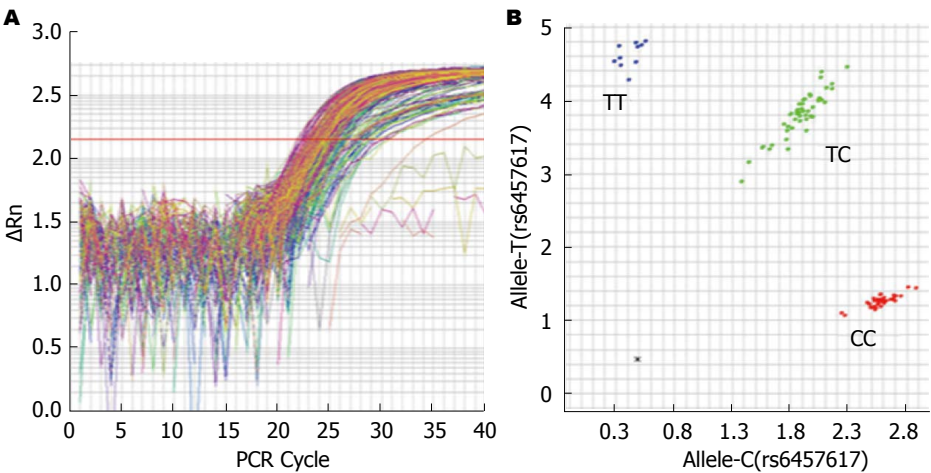 A
3.0
2.5
2.0
1.5
1.0
0.5
0.0
ΔRn
0 5 10 15 20 25 30 35 40
PCR Cycle
B
5
4
3
2
1
0
Allele-T(rs6457617)
TT
TC
CC
0.3 0.8 1.3 1.8 2.3 2.8
Allele-C(rs6457617)